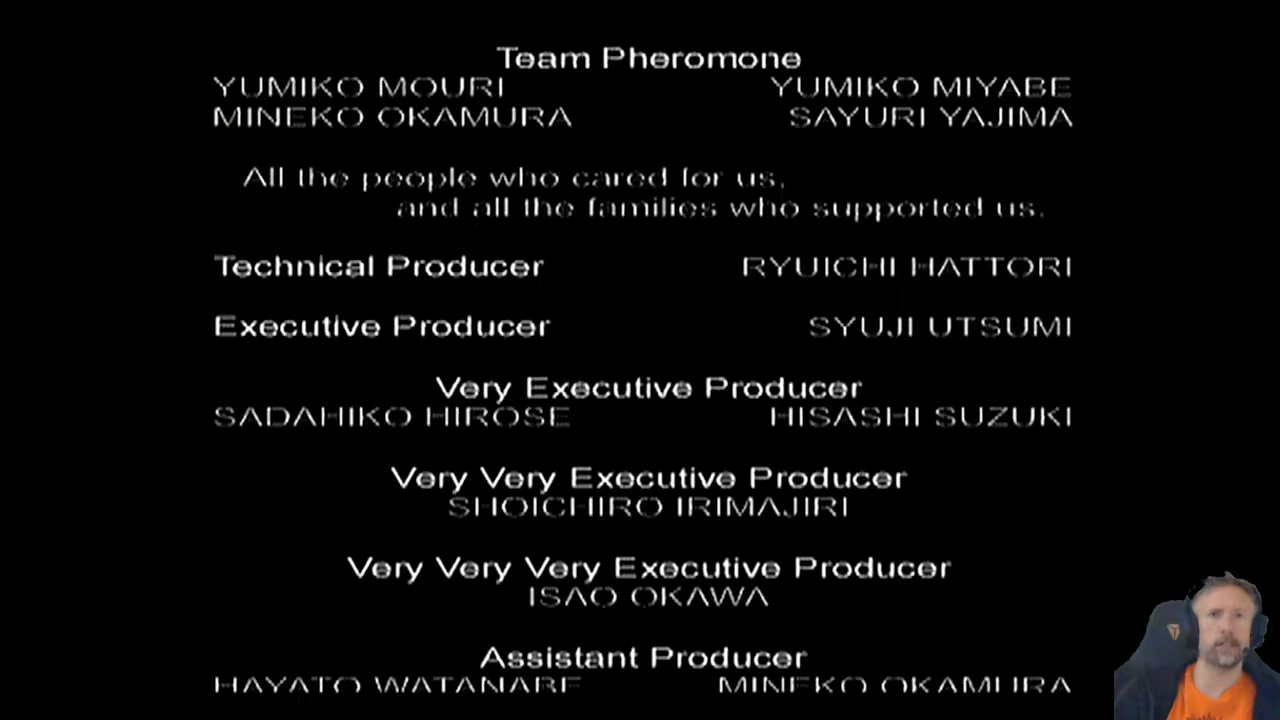 Team Pheromone
YUMIKO MOURI YUMIKO MIYABE
MINEKO OKAMURA SAYURI YAJIMA
All the people who cared for us,
and all the families who supported us.
Technical Producer RYUICHI HATTORI
Executive Producer SYUJI UTSUMI
Very Executive Producer
SADAHIKO HIROSE HISASHI SUZUKI
Very Very Executive Producer
SHOICHIRO IRIMAJIRI
Very Very Very Executive Producer
ISAO OKAWA
Assistant Producer
HAYATO WATANABE MINEKO OKAMURA